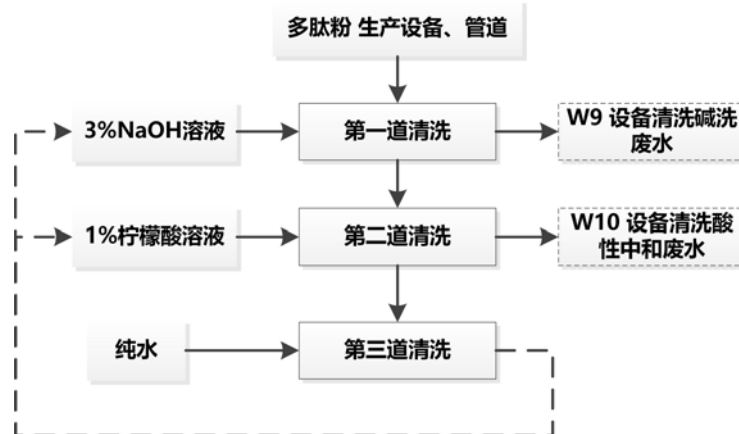 多肽粉 生产设备、管道
3%NaOH溶液
第一道清洗
W9 设备清洗碱洗
废水
1%柠檬酸溶液
第二道清洗
W10 设备清洗酸
性中和废水
纯水
第三道清洗